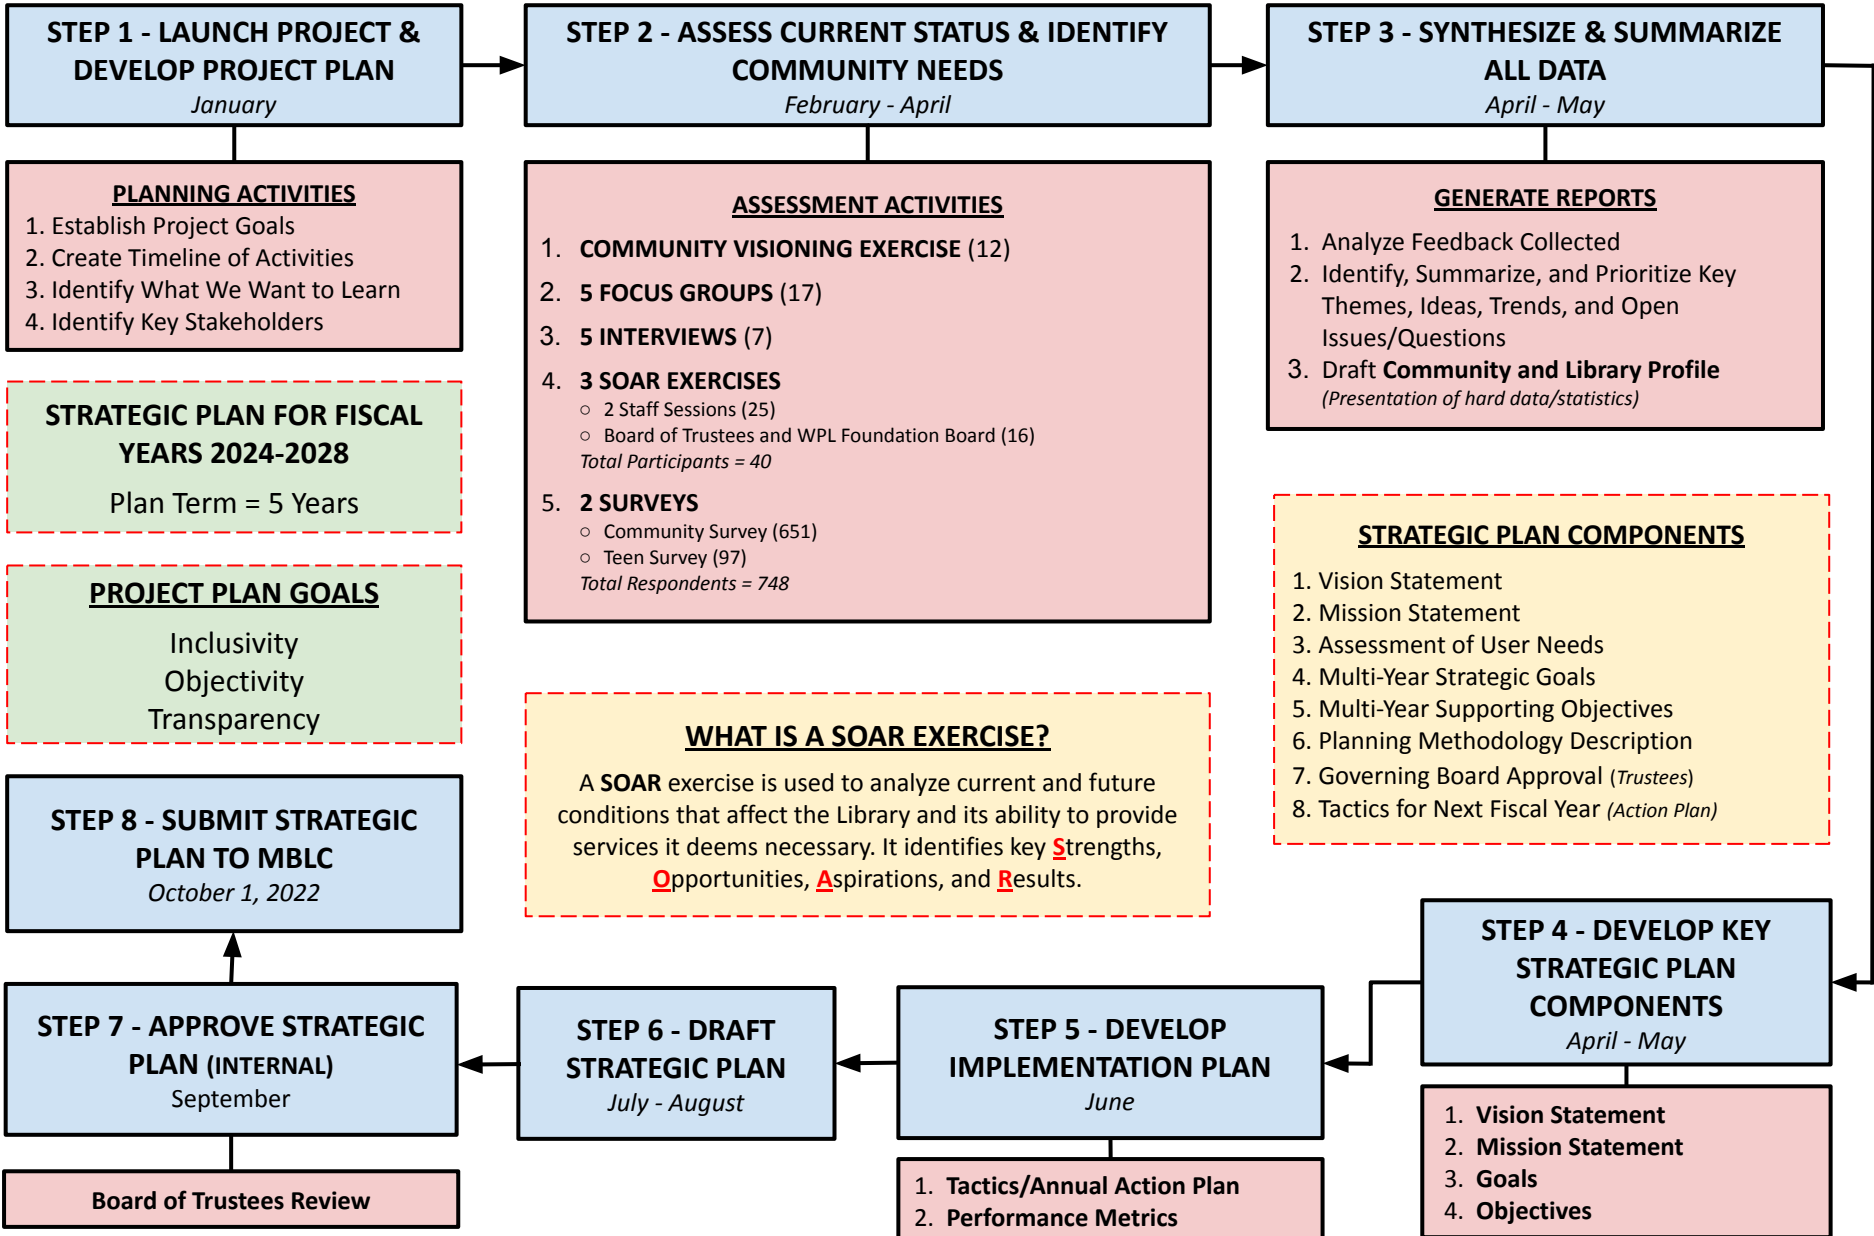 STEP 1 - LAUNCH PROJECT &
DEVELOP PROJECT PLAN
January
STEP 2 - ASSESS CURRENT STATUS & IDENTIFY
COMMUNITY NEEDS
February - April
STEP 3 - SYNTHESIZE & SUMMARIZE
ALL DATA
April - May
PLANNING ACTIVITIES
1. Establish Project Goals
2. Create Timeline of Activities
3. Identify What We Want to Learn
4. Identify Key Stakeholders
ASSESSMENT ACTIVITIES
1. COMMUNITY VISIONING EXERCISE (12)
2. 5 FOCUS GROUPS (17)
3. 5 INTERVIEWS (7)
4. 3 SOAR EXERCISES
○ 2 Staff Sessions (25)
○ Board of Trustees and WPL Foundation Board (16)
Total Participants = 40
5. 2 SURVEYS
○ Community Survey (651)
○ Teen Survey (97)
Total Respondents = 748
GENERATE REPORTS
1. Analyze Feedback Collected
2. Identify, Summarize, and Prioritize Key
Themes, Ideas, Trends, and Open
Issues/Questions
3. Draft Community and Library Profile
(Presentation of hard data/statistics)
STRATEGIC PLAN FOR FISCAL
YEARS 2024-2028
Plan Term = 5 Years
PROJECT PLAN GOALS
Inclusivity
Objectivity
Transparency
STRATEGIC PLAN COMPONENTS
1. Vision Statement
2. Mission Statement
3. Assessment of User Needs
4. Multi-Year Strategic Goals
5. Multi-Year Supporting Objectives
6. Planning Methodology Description
7. Governing Board Approval (Trustees)
8. Tactics for Next Fiscal Year (Action Plan)
WHAT IS A SOAR EXERCISE?
A SOAR exercise is used to analyze current and future
conditions that affect the Library and its ability to provide
services it deems necessary. It identifies key Strengths,
Opportunities, Aspirations, and Results.
STEP 4 - DEVELOP KEY
STRATEGIC PLAN
COMPONENTS
April - May
1. Vision Statement
2. Mission Statement
3. Goals
4. Objectives
STEP 5 - DEVELOP
IMPLEMENTATION PLAN
June
1. Tactics/Annual Action Plan
2. Performance Metrics
STEP 6 - DRAFT
STRATEGIC PLAN
July - August
STEP 7 - APPROVE STRATEGIC
PLAN (INTERNAL)
September
Board of Trustees Review
STEP 8 - SUBMIT STRATEGIC
PLAN TO MBLC
October 1, 2022